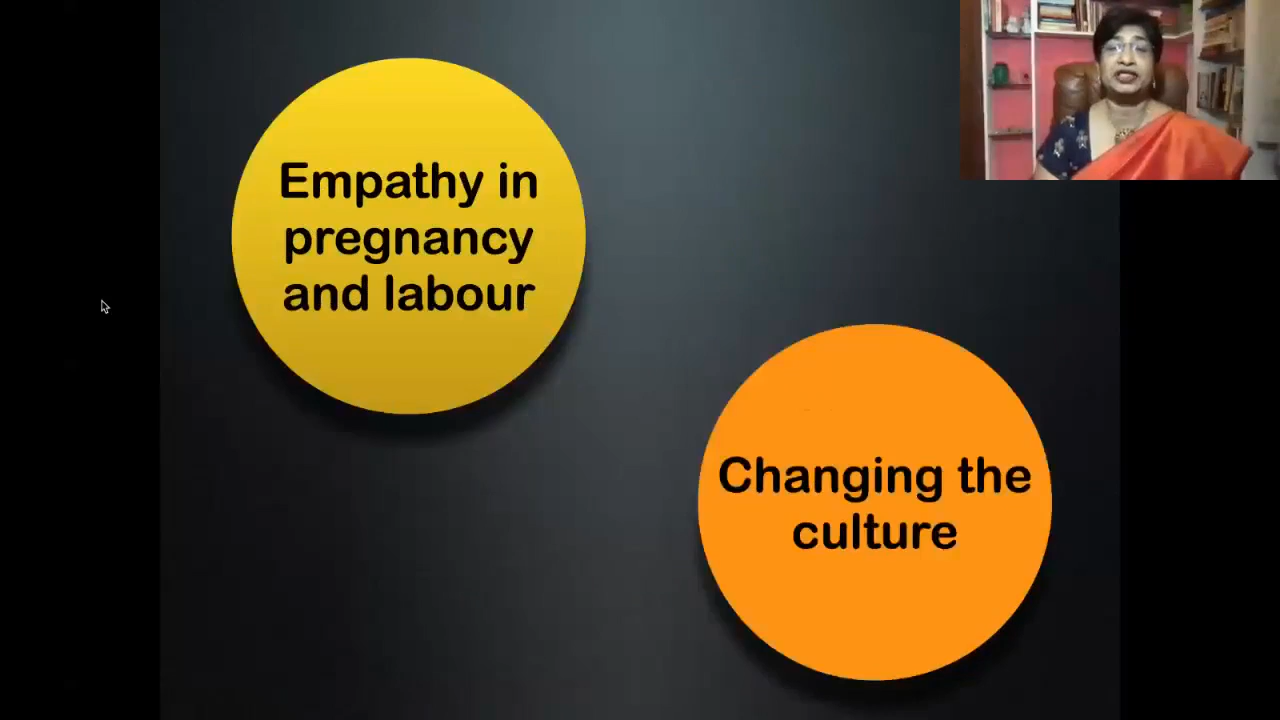 Empathy in
pregnancy
and labour
Changing the
culture